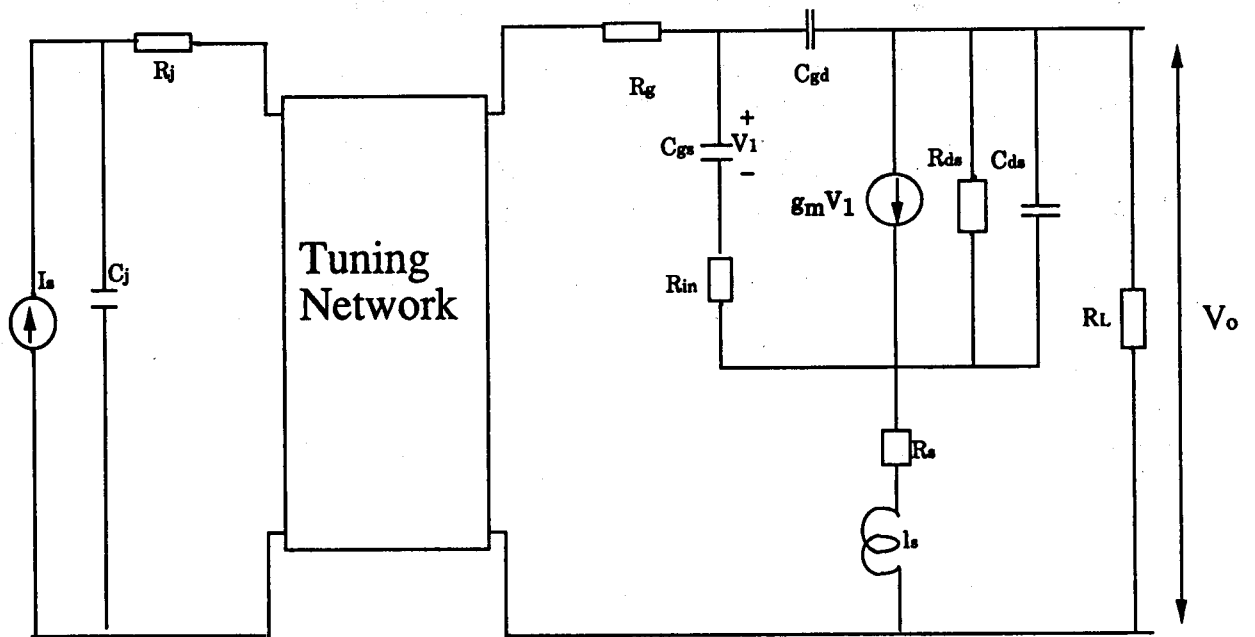 Rj
Rg
Cgd
+
Cgs
V1
−
Rds
Cds
gmV1
Tuning
Network
Is
Cj
Rin
RL
Vo
Rs
ls